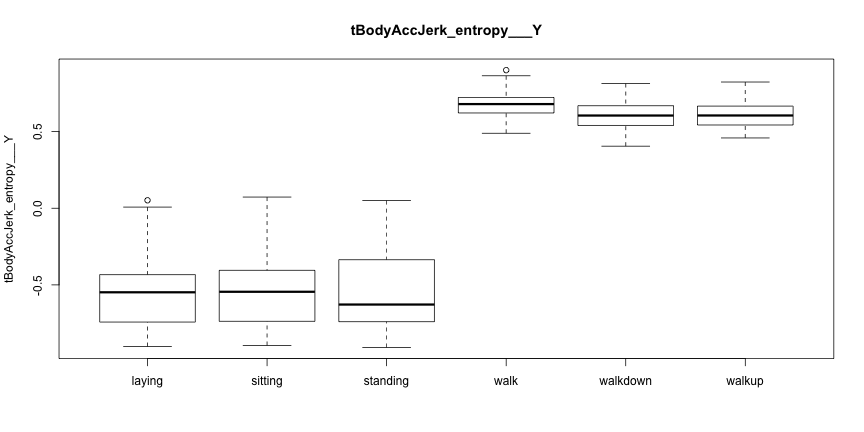 tBodyAccJerk_entropy___Y
tBodyAccJerk_entropy___Y
0.5
0.0
-0.5
laying sitting standing walk walkdown walkup